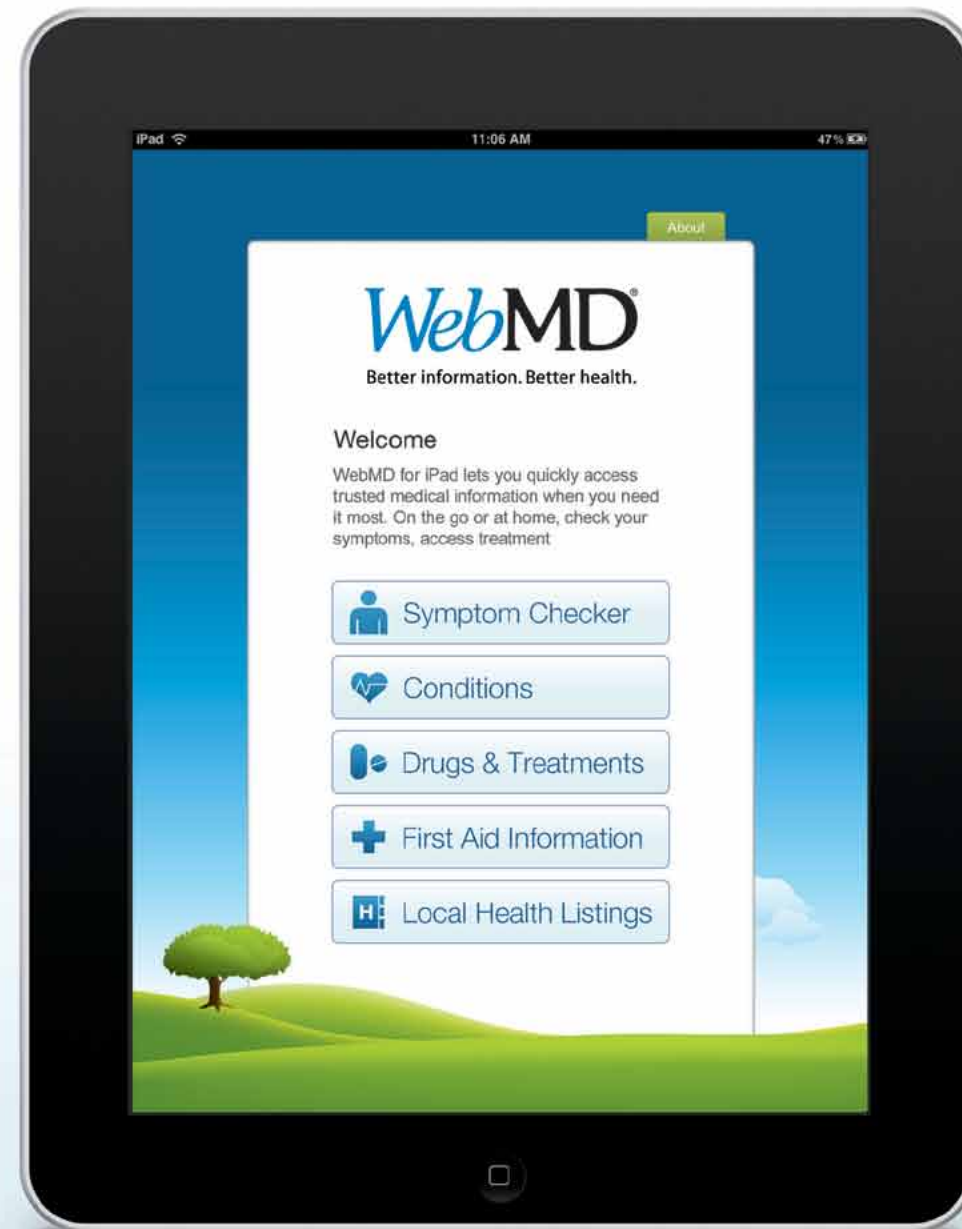 iPad 11:06 AM 47%
About
WebMD®
Better information. Better health.
Welcome
WebMD for iPad lets you quickly access
trusted medical information when you need
it most. On the go or at home, check your
symptoms, access treatment
Symptom Checker
Conditions
Drugs & Treatments
First Aid Information
H
Local Health Listings